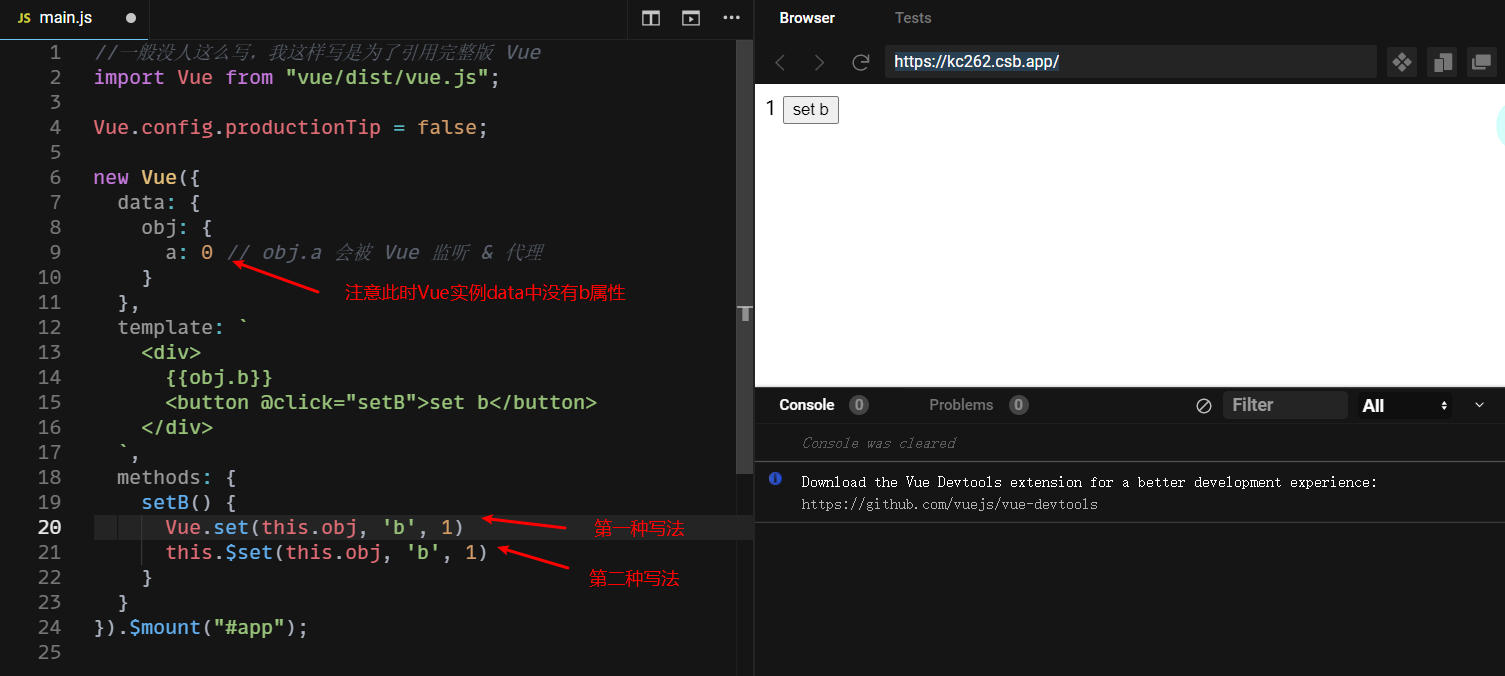 JS main.js
1 //一般没人这么写，我这样写是为了引用完整版 Vue
2 import Vue from "vue/dist/vue.js";
3
4 Vue.config.productionTip = false;
5
6 new Vue({
7 data: {
8 obj: {
9 a: 0 // obj.a 会被 Vue 监听 & 代理
10 }
注意此时Vue实例data中没有b属性
11 },
12 template: `
13 <div>
14 {{obj.b}}
15 <button @click="setB">set b</button>
16 </div>
17 `,
18 methods: {
19 setB() {
20 Vue.set(this.obj, 'b', 1) 第一种写法
21 this.$set(this.obj, 'b', 1)
第二种写法
22 }
23 }
24 }).$mount("#app");
25
Browser Tests
https://kc262.csb.app/
1 set b
Console 0 Problems 0 Filter All
Console was cleared
Download the Vue Devtools extension for a better development experience:
https://github.com/vuejs/vue-devtools